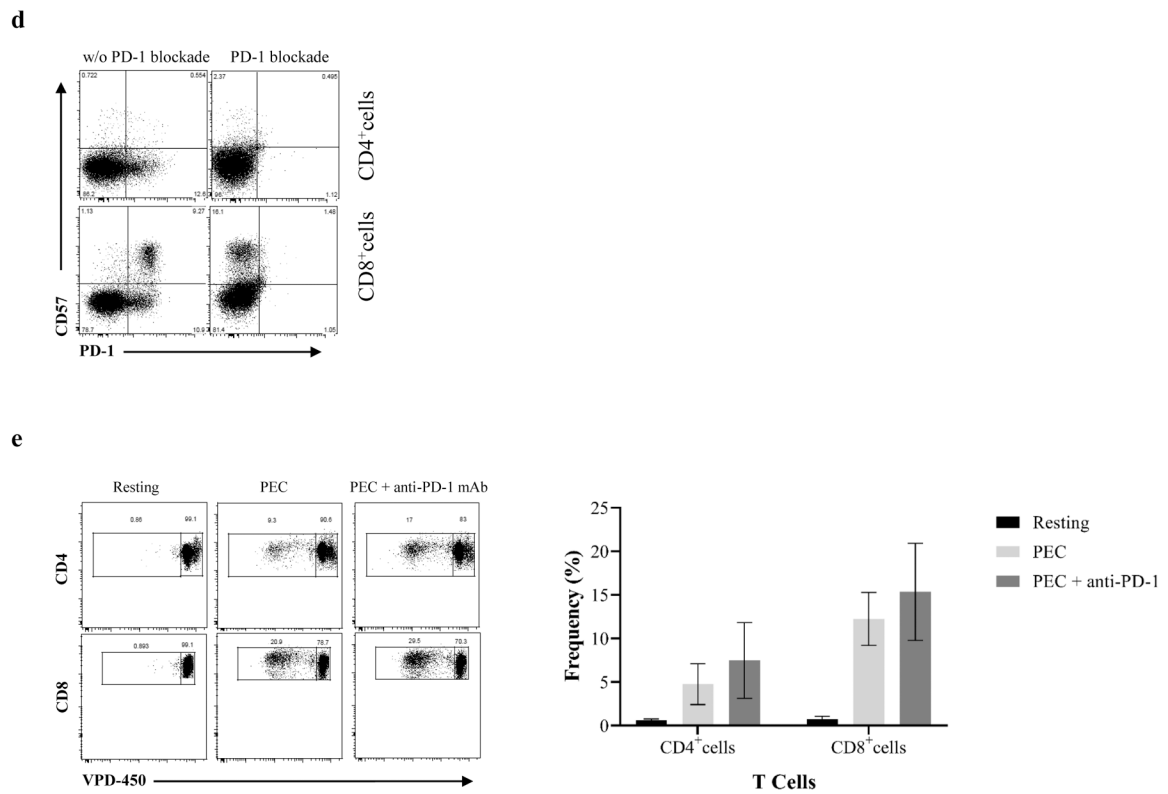 d
w/o PD-1 blockade PD-1 blockade
0.722 0.554 2.37 0.495
CD4+cells
86.2 12.6 96. 1.12
1.13 9.27 16.1 1.48
CD8+cells
CD57
78.7 10.9 81.4 1.05
PD-1
e
Resting PEC PEC + anti-PD-1 mAb
0.86 99.1 9.3 90.6 17 83
CD4
0.893 99.1 20.9 78.7 29.5 70.3
CD8
VPD-450
25
20
15
10
5
0
Frequency (%)
CD4+cells CD8+cells
T Cells
Resting
PEC
PEC + anti-PD-1